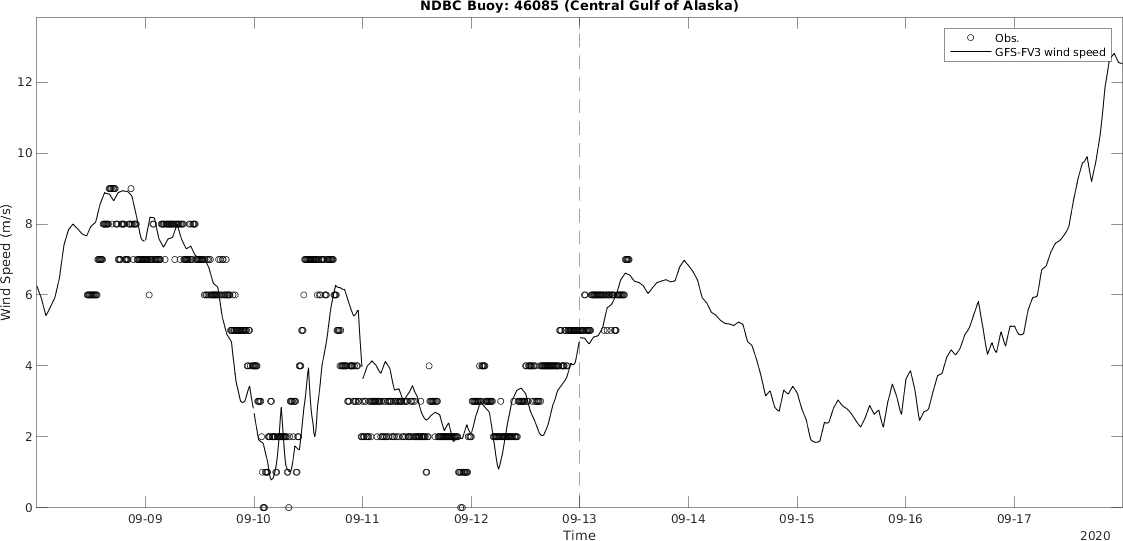 NDBC Buoy: 46085 (Central Gulf of Alaska)
Obs.
GFS-FV3 wind speed
Wind Speed (m/s)
12
10
8
6
4
2
0
09-09 09-10 09-11 09-12 09-13 09-14 09-15 09-16 09-17
Time
2020